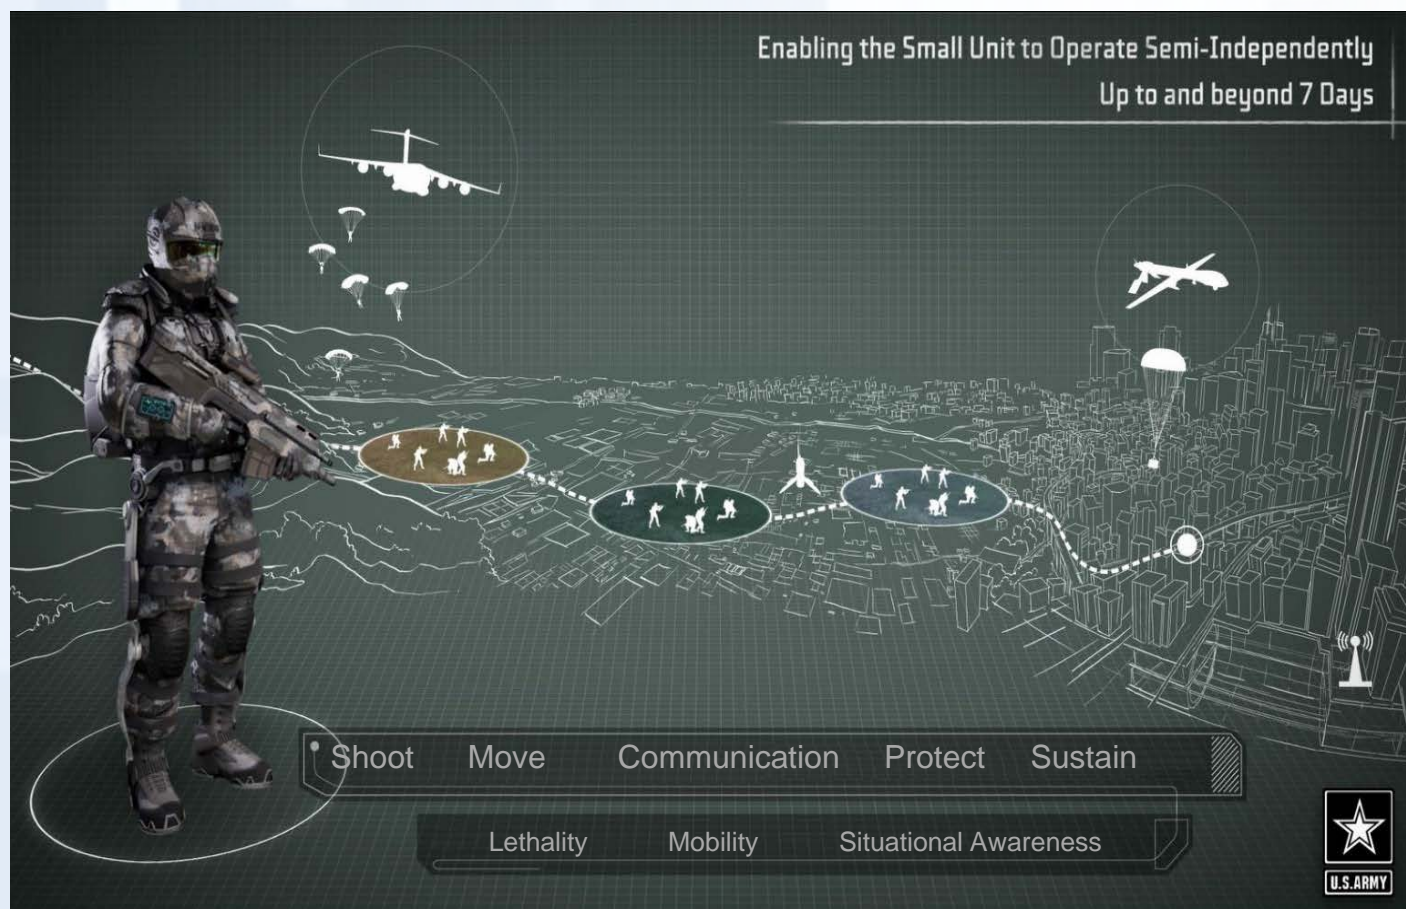 Enabling the Small Unit to Operate Semi-Independently
Up to and beyond 7 Days
Shoot Move Communication Protect Sustain
Lethality Mobility Situational Awareness
U.S.ARMY